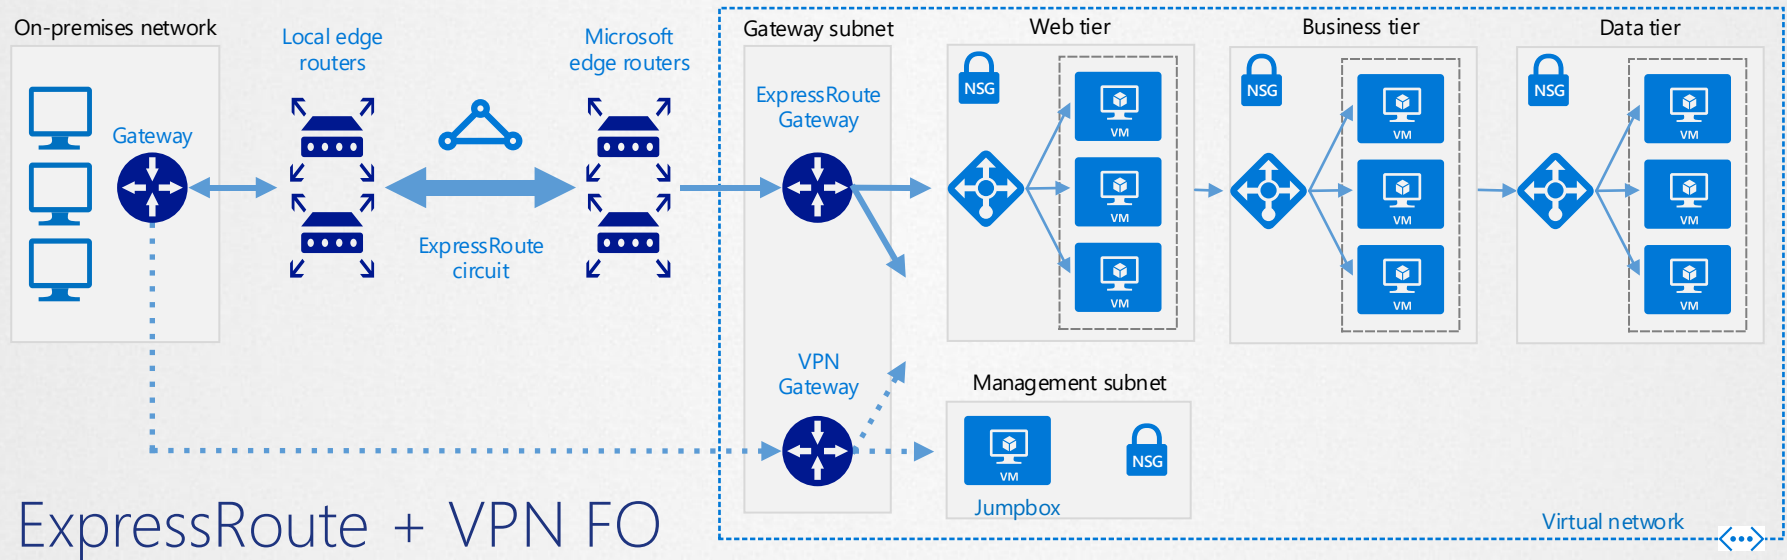 On-premises network
Local edge
routers
Microsoft
edge routers
Gateway subnet
Web tier
Business tier
Data tier
Gateway
ExpressRoute
Gateway
ExpressRoute
circuit
NSG
VM
VM
VM
NSG
VM
VM
VM
NSG
VM
VM
VM
VPN
Gateway
Management subnet
VM
NSG
Jumpbox
Virtual network
ExpressRoute + VPN FO